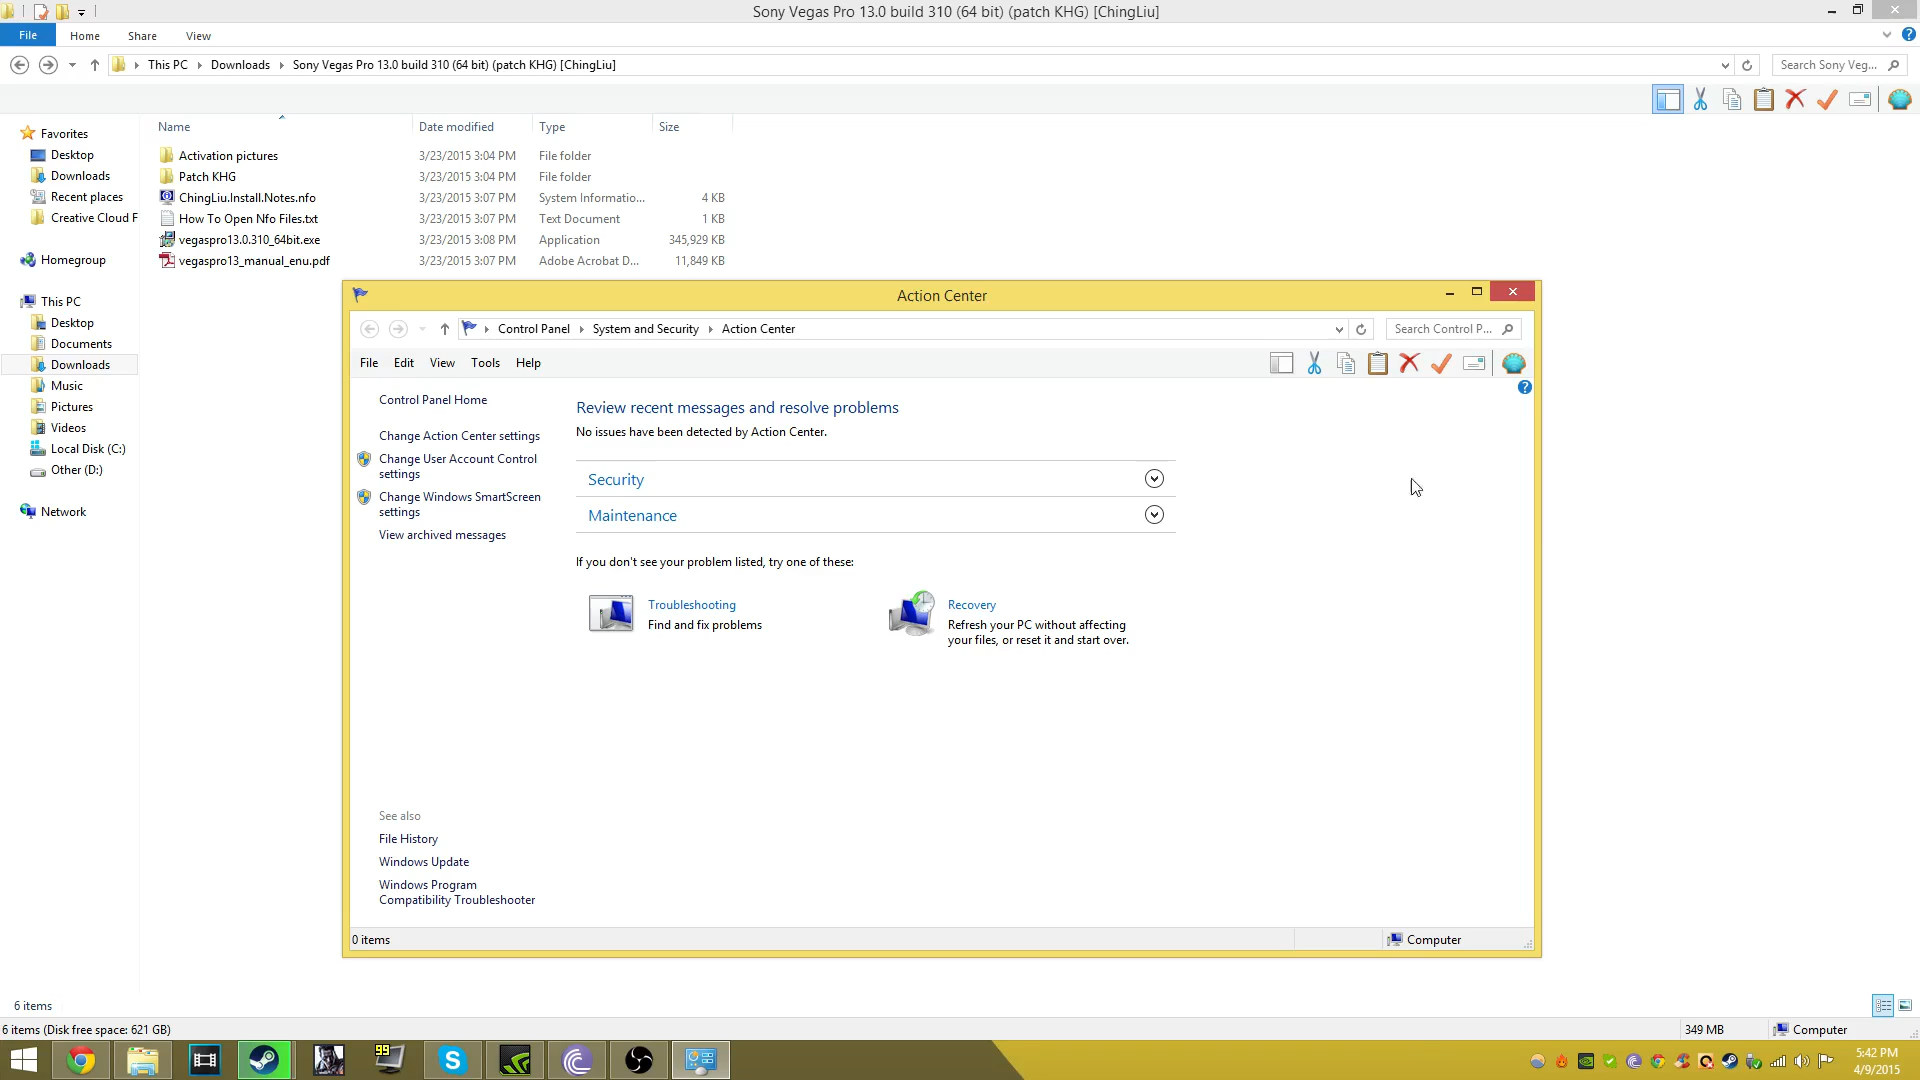 Sony Vegas Pro 13.0 build 310 (64 bit) (patch KHG) [ChingLiu]
File Home Share View
This PC Downloads Sony Vegas Pro 13.0 build 310 (64 bit) (patch KHG) [ChingLiu]
Search Sony Veg...
Name Date modified Type Size
Favorites
Desktop
Downloads
Recent places
Creative Cloud F
Homegroup
This PC
Desktop
Documents
Downloads
Music
Pictures
Videos
Local Disk (C:)
Other (D:)
Network
Activation pictures 3/23/2015 3:04 PM File folder
Patch KHG 3/23/2015 3:04 PM File folder
ChingLiu.Install.Notes.nfo 3/23/2015 3:07 PM System Informatio... 4 KB
How To Open Nfo Files.txt 3/23/2015 3:07 PM Text Document 1 KB
vegaspro13.0.310_64bit.exe 3/23/2015 3:08 PM Application 345,929 KB
vegaspro13_manual_enu.pdf 3/23/2015 3:07 PM Adobe Acrobat D... 11,849 KB
Action Center
Control Panel System and Security Action Center
Search Control P...
File Edit View Tools Help
Control Panel Home
Change Action Center settings
Change User Account Control
settings
Change Windows SmartScreen
settings
View archived messages
Review recent messages and resolve problems
No issues have been detected by Action Center.
Security
Maintenance
If you don't see your problem listed, try one of these:
Troubleshooting
Find and fix problems
Recovery
Refresh your PC without affecting
your files, or reset it and start over.
See also
File History
Windows Update
Windows Program
Compatibility Troubleshooter
0 items
Computer
6 items
6 items (Disk free space: 621 GB)
349 MB
Computer
99
5:42 PM
4/9/2015